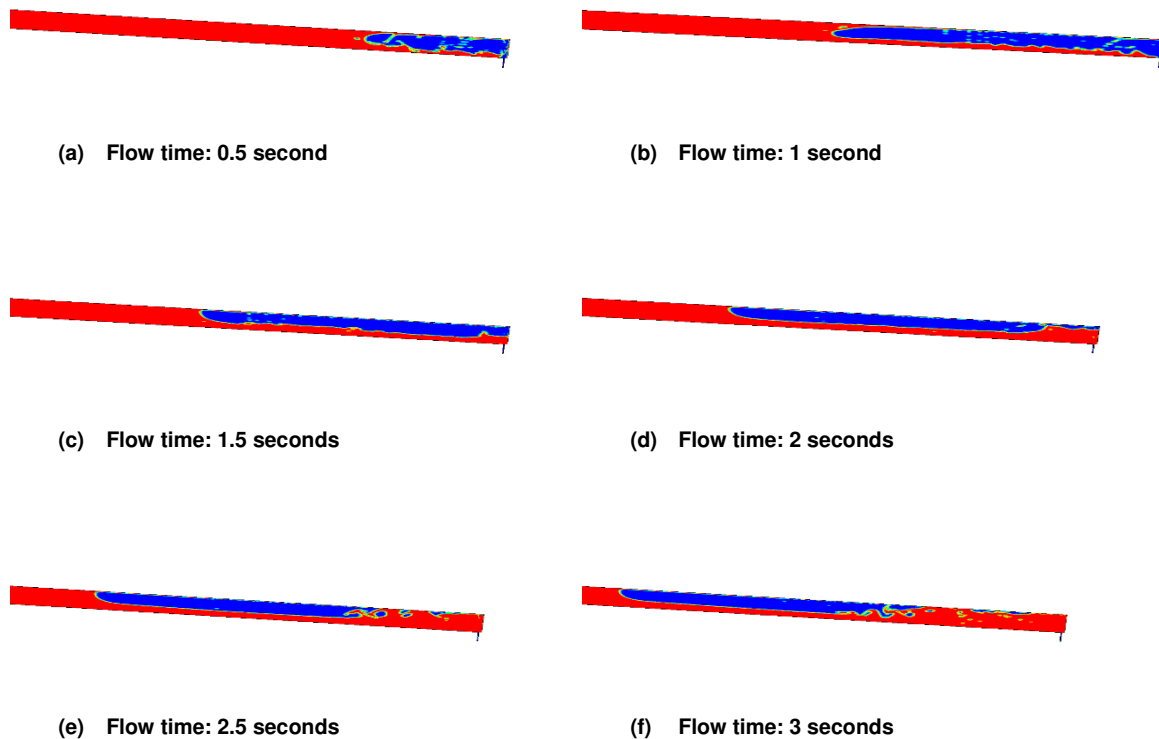 (a) Flow time: 0.5 second
(b) Flow time: 1 second
(c) Flow time: 1.5 seconds
(d) Flow time: 2 seconds
(e) Flow time: 2.5 seconds
(f) Flow time: 3 seconds